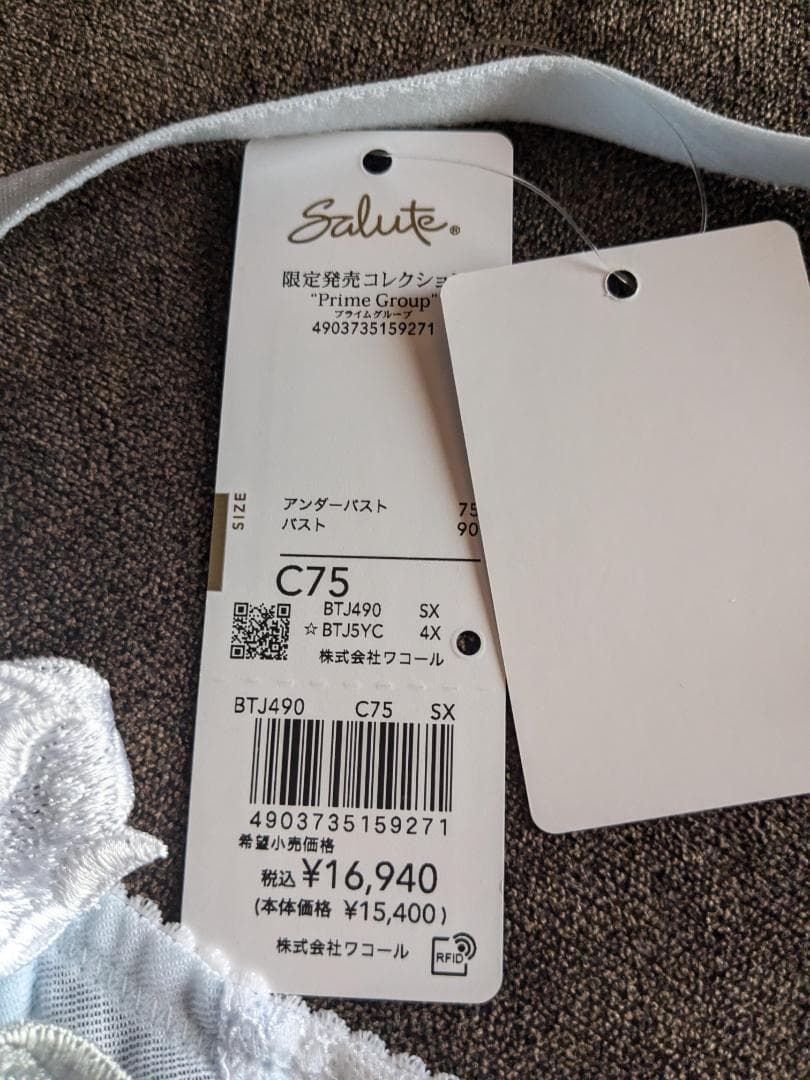 Salute®
限定発売コレクション
"Prime Group"
プライムグループ
4903735159271
SIZE
アンダーバスト 75
バスト 90
C75
BTJ490 SX
☆BTJ5YC 4X
株式会社ワコール
BTJ490 C75 SX
4903735159271
希望小売価格
税込 ¥16,940
(本体価格 ¥15,400)
株式会社ワコール
RFID